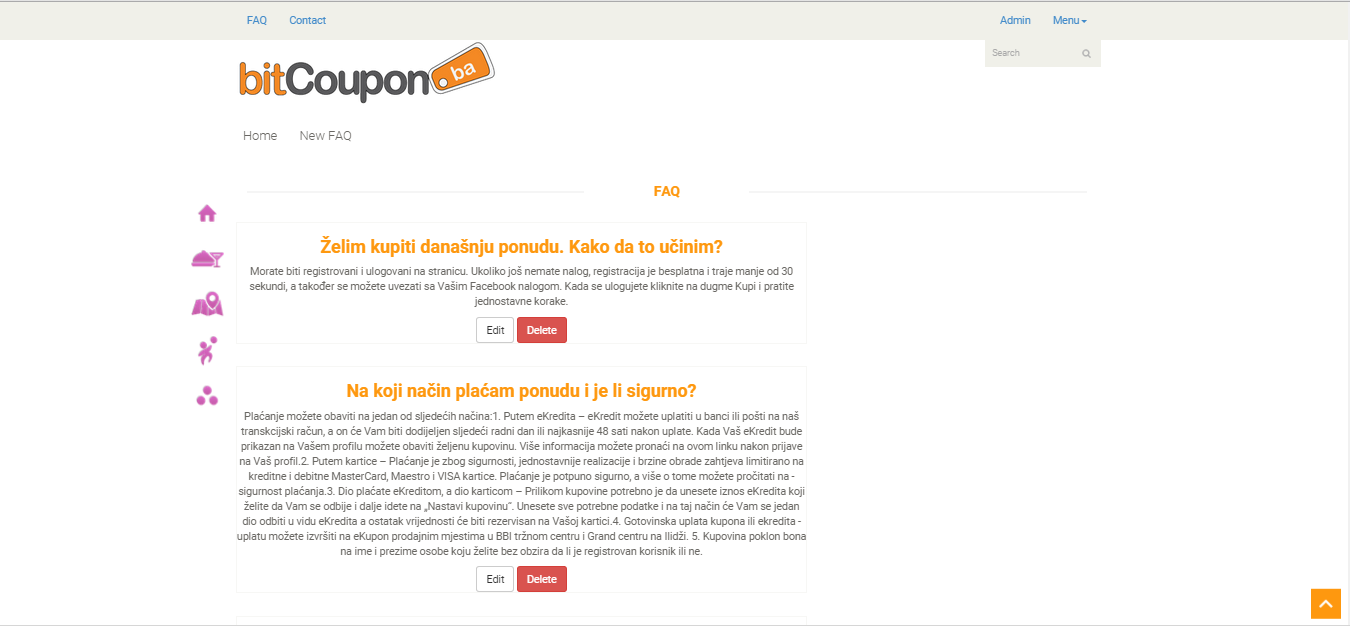 FAQ Contact Admin Menu
Search
bitCoupon ba
Home New FAQ
FAQ
Želim kupiti današnju ponudu. Kako da to učinim?
Morate biti registrovani i ulogovani na stranicu. Ukoliko još nemate nalog, registracija je besplatna i traje manje od 30
sekundi, a također se možete uvezati sa Vašim Facebook nalogom. Kada se ulogujete kliknite na dugme Kupi i pratite
jednostavne korake.
Edit Delete
Na koji način plaćam ponudu i je li sigurno?
Plaćanje možete obaviti na jedan od sljedećih načina:1. Putem eKredita – eKredit možete uplatiti u banci ili pošti na naš
transkcijski račun, a on će Vam biti dodijeljen sljedeći radni dan ili najkasnije 48 sati nakon uplate. Kada Vaš eKredit bude
prikazan na Vašem profilu možete obaviti željenu kupovinu. Više informacija možete pronaći na ovom linku nakon prijave
na Vaš profil.2. Putem kartice – Plaćanje je zbog sigurnosti, jednostavnije realizacije i brzine obrade zahtjeva limitirano na
kreditne i debitne MasterCard, Maestro i VISA kartice. Plaćanje je potpuno sigurno, a više o tome možete pročitati na -
sigurnost plaćanja.3. Dio plaćate eKreditom, a dio karticom – Prilikom kupovine potrebno je da unesete iznos eKredita koji
želite da Vam se odbije i dalje idete na „Nastavi kupovinu“. Unesete sve potrebne podatke i na taj način će Vam se jedan
dio odbiti u vidu eKredita a ostatak vrijednosti će biti rezervisan na Vašoj kartici.4. Gotovinska uplata kupona ili ekredita -
uplatu možete izvršiti na eKupon prodajnim mjestima u BBI tržnom centru i Grand centru na Ilidži. 5. Kupovina poklon bona
na ime i prezime osobe koju želite bez obzira da li je registrovan korisnik ili ne.
Edit Delete